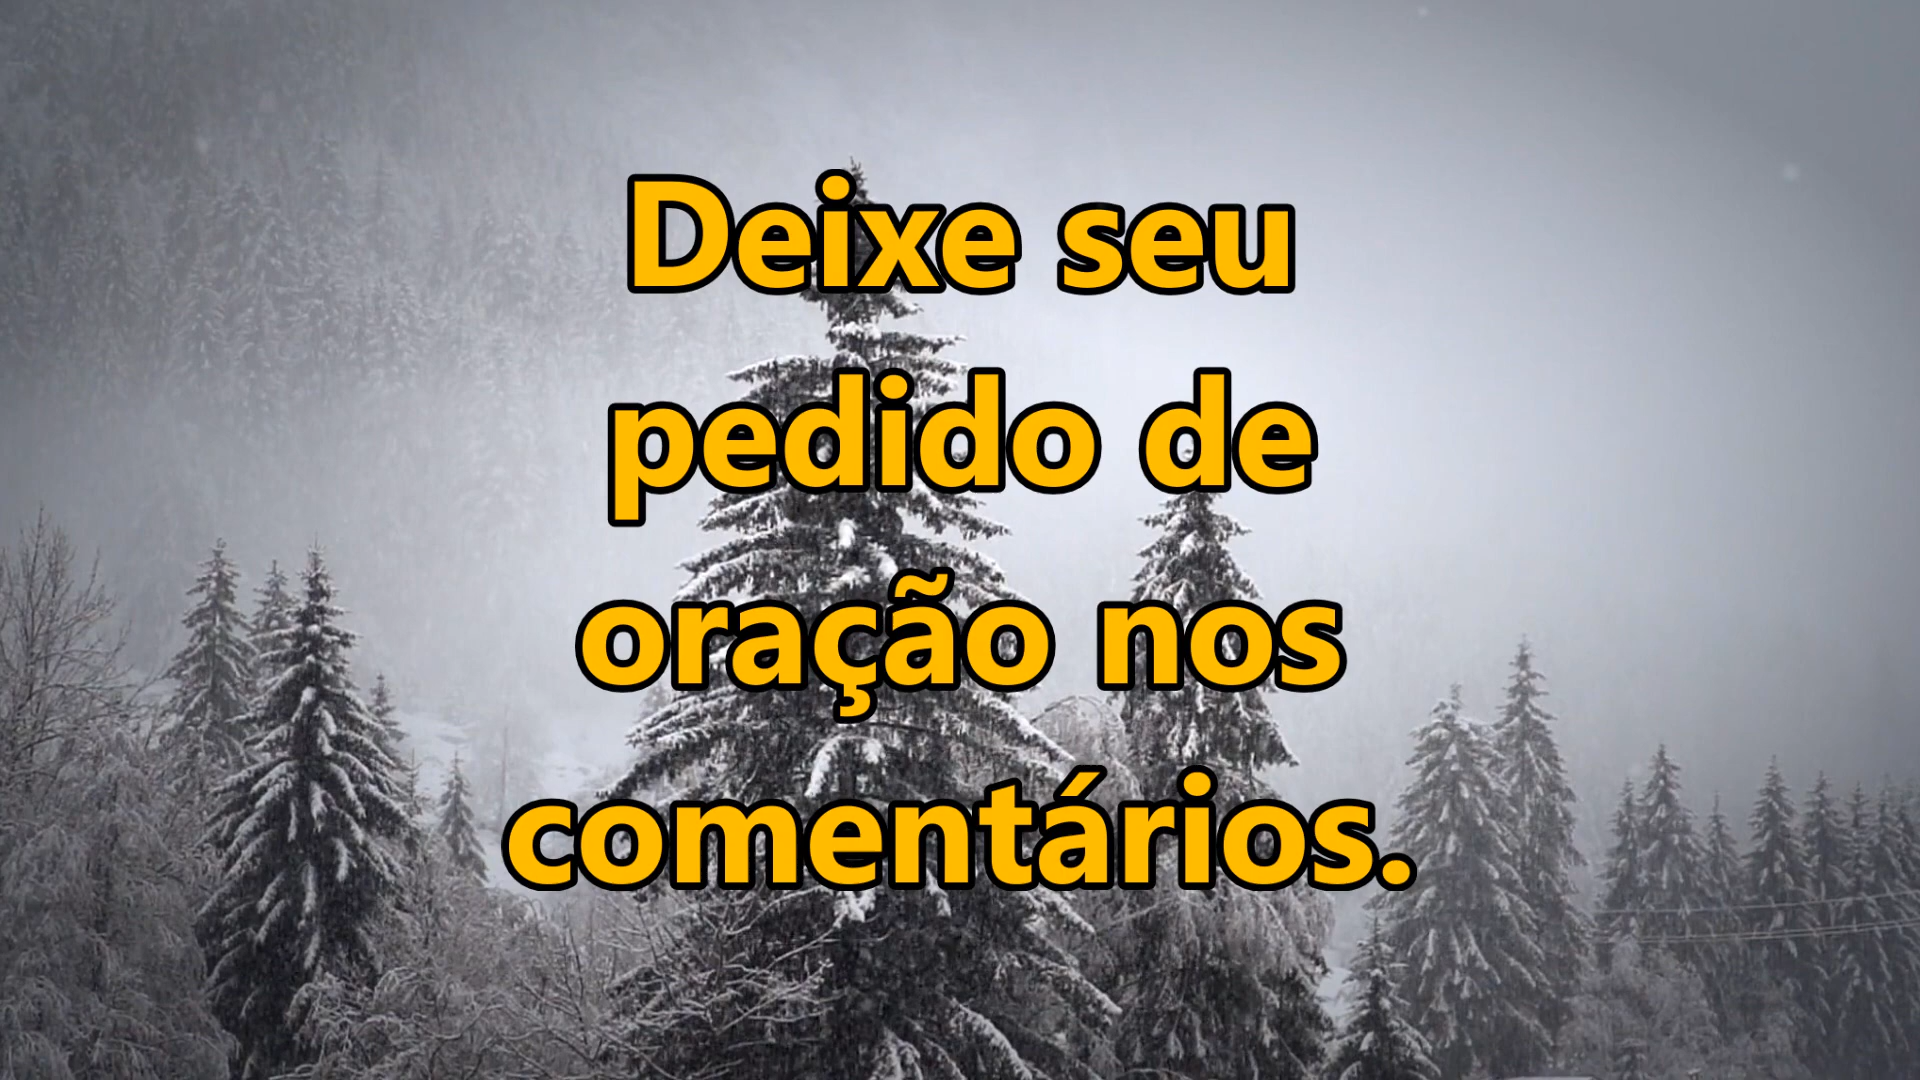 Deixe seu
pedido de
oração nos
comentários.